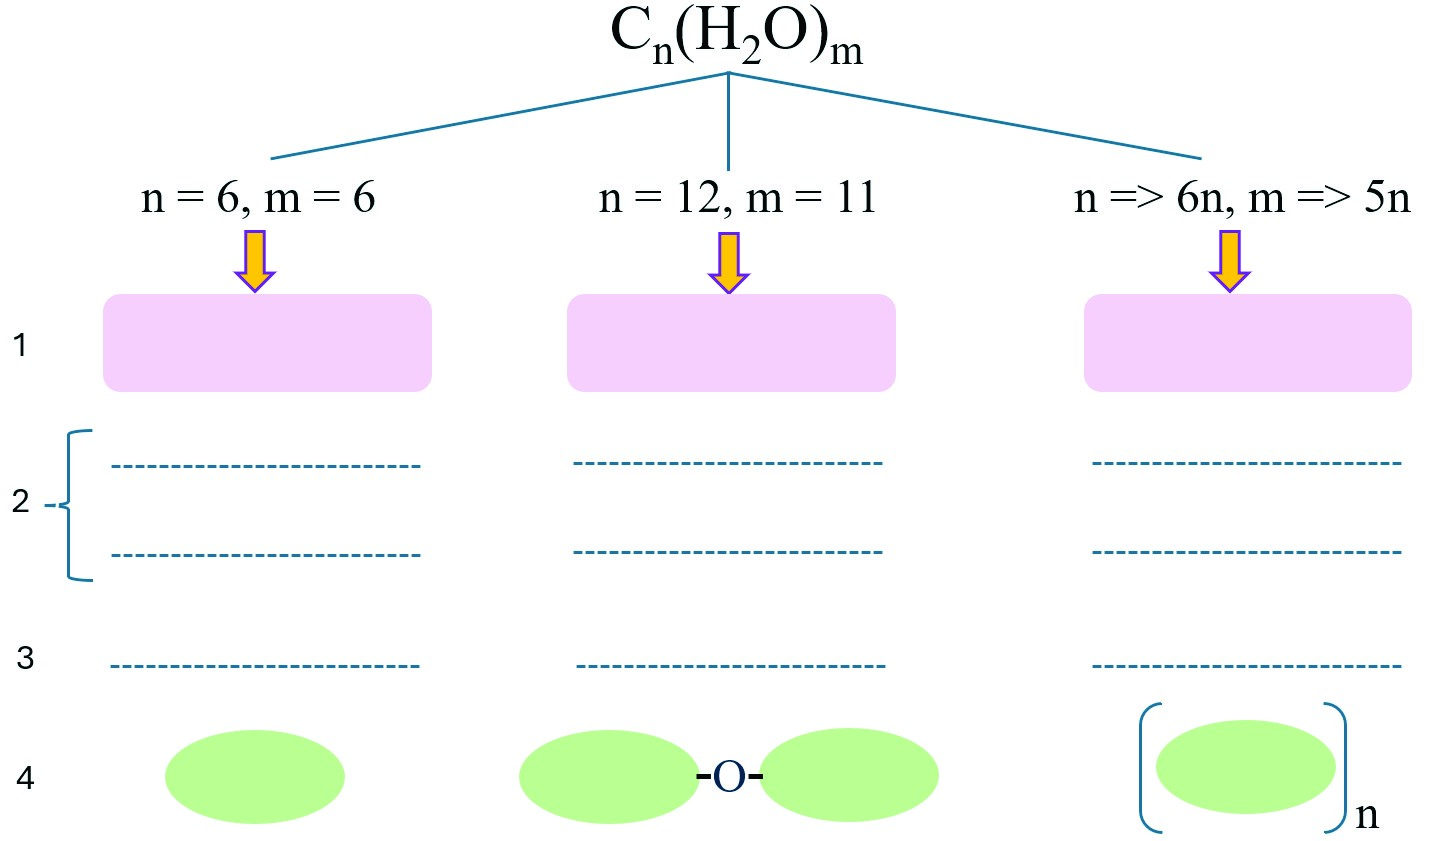 Cₙ(H₂O)ₘ
n = 6, m = 6
n = 12, m = 11
n => 6n, m => 5n
1
2
3
4
-O-
n